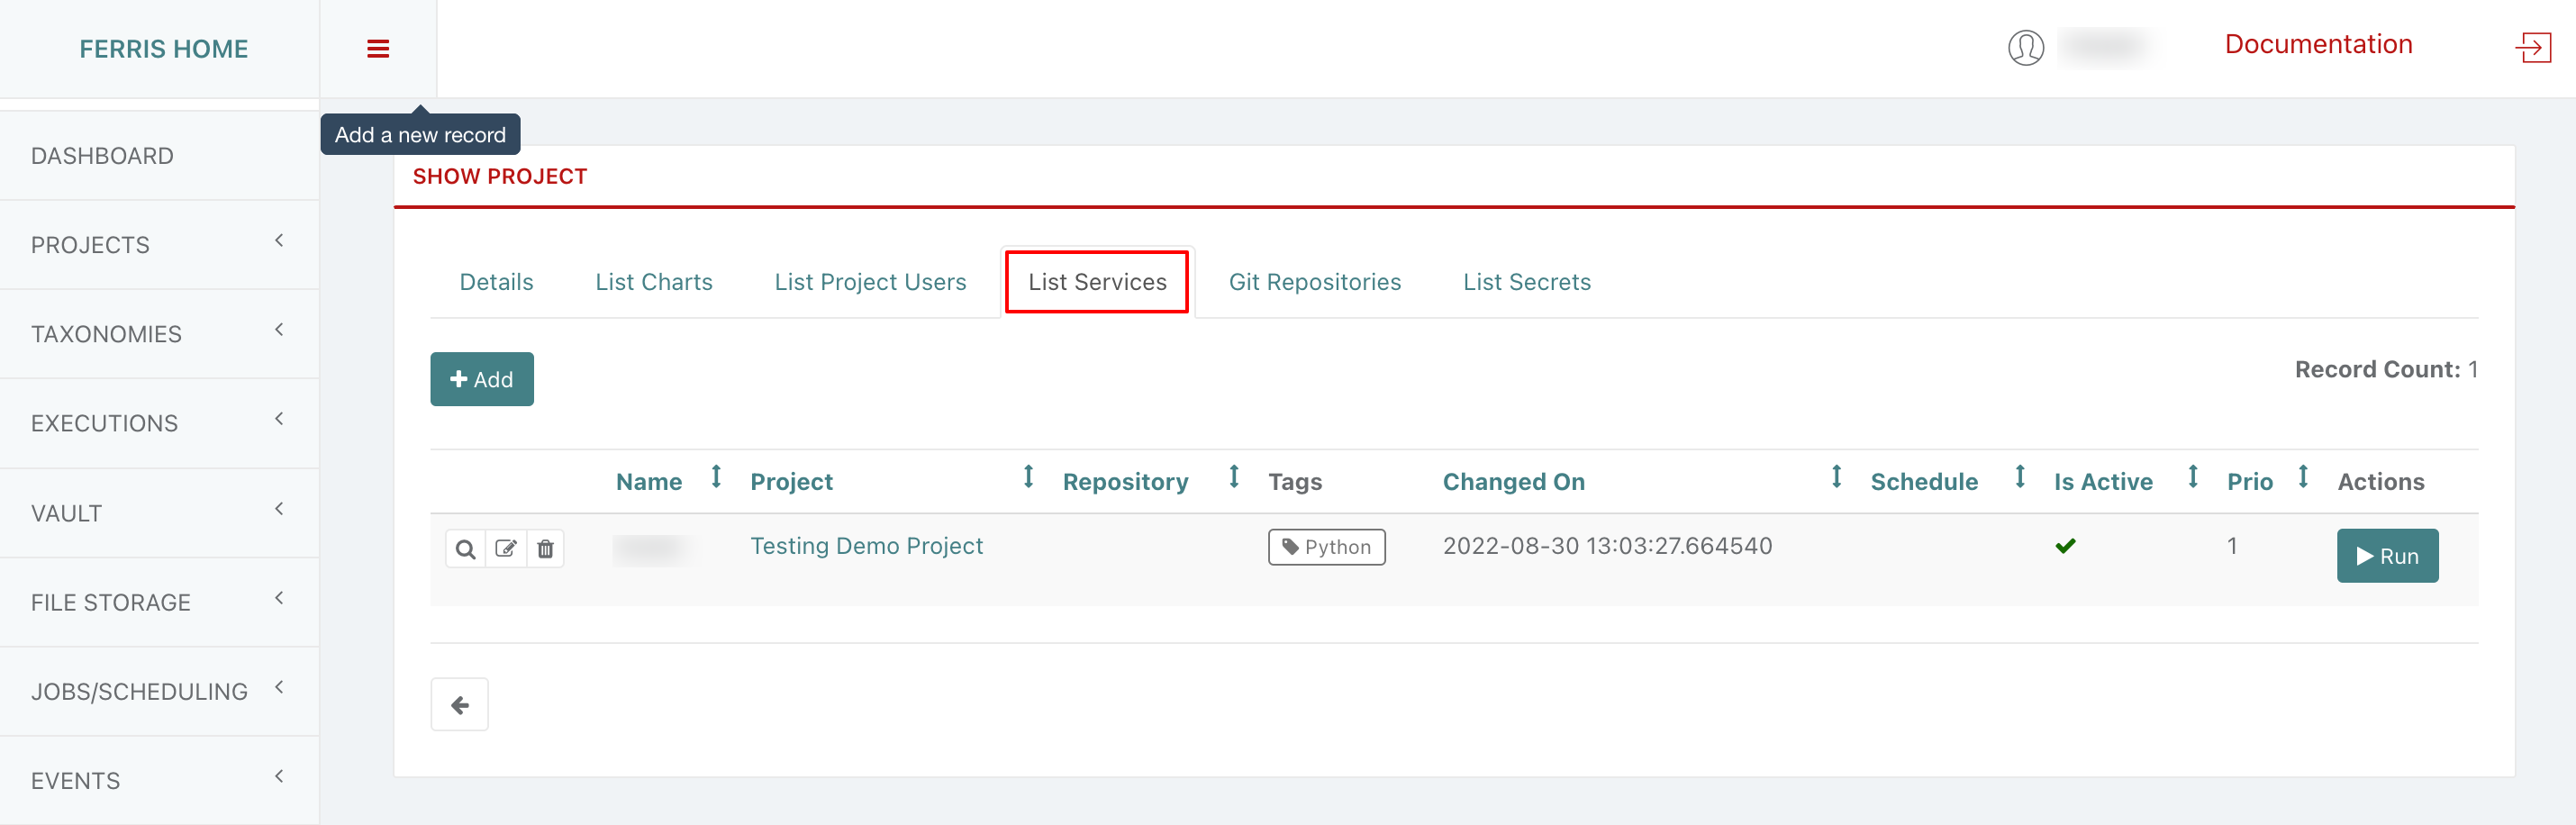 FERRIS HOME
Documentation
Add a new record
DASHBOARD
PROJECTS
TAXONOMIES
EXECUTIONS
VAULT
FILE STORAGE
JOBS/SCHEDULING
EVENTS
SHOW PROJECT
Details List Charts List Project Users List Services Git Repositories List Secrets
Add
Record Count: 1
Name Project Repository Tags Changed On Schedule Is Active Prio Actions
Testing Demo Project Python 2022-08-30 13:03:27.664540 1 Run